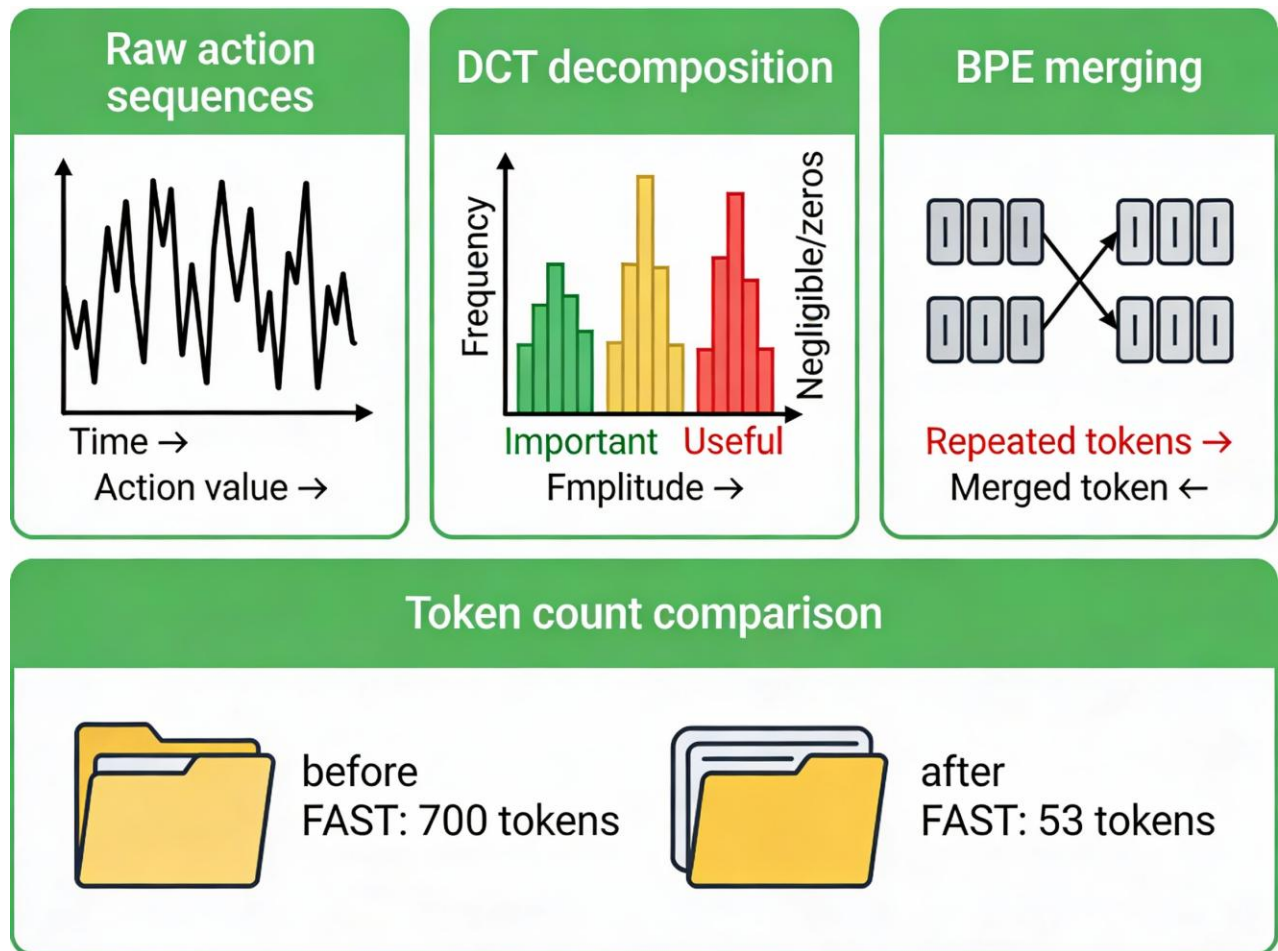 Raw action
sequences
Time →
Action value →
DCT decomposition
Frequency
Negligible/zeros
Important Useful
Fmplitude →
BPE merging
Repeated tokens →
Merged token ←
Token count comparison
before
FAST: 700 tokens
after
FAST: 53 tokens